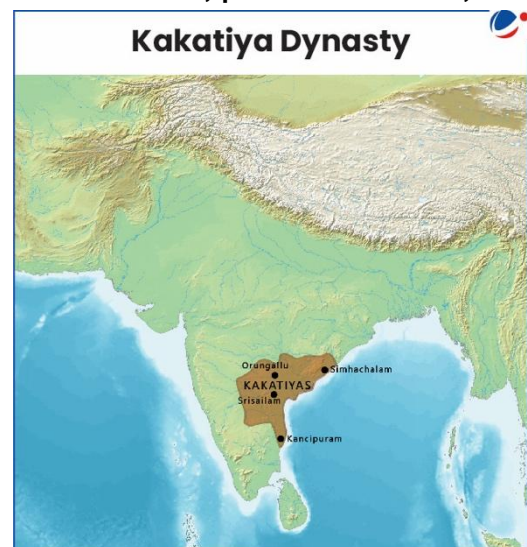 Kakatiya Dynasty
Orungallu
Simhachalam
KAKATIYAS
Srisailam
Kancipuram